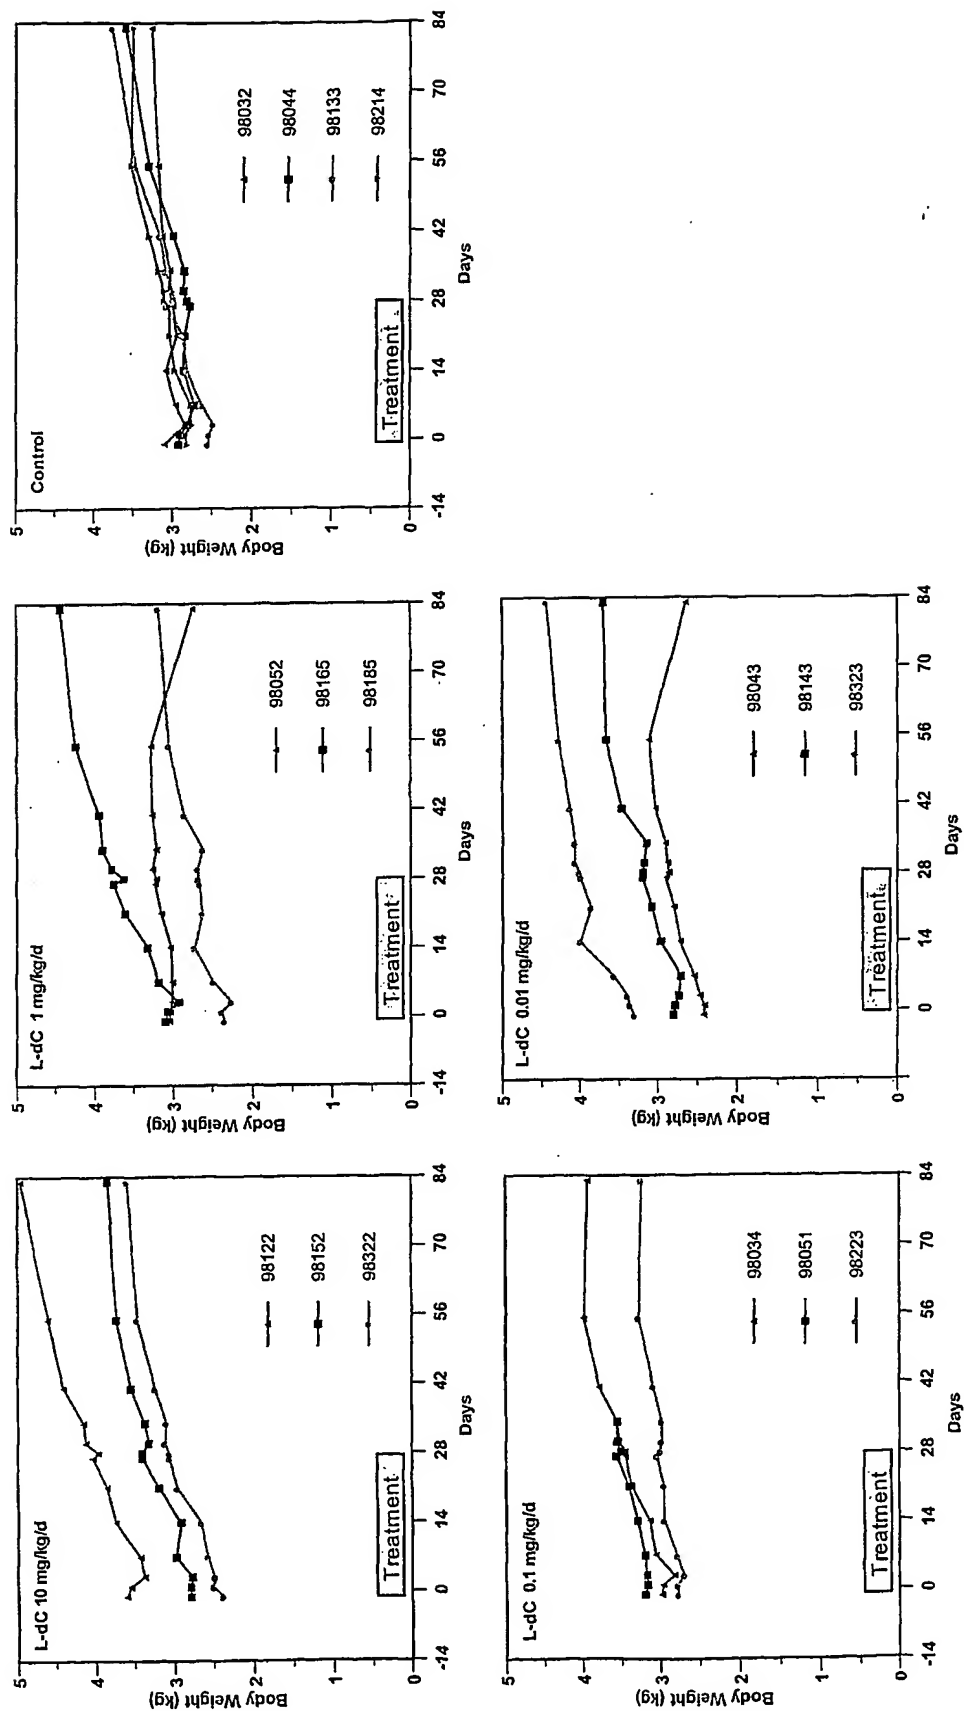 L-dC 10 mg/kg/d
Body Weight (kg)
5
4
3
2
1
0
98122
98152
98322
Treatment
-14 0 14 28 42 56 70 84
Days
L-dC 1 mg/kg/d
Body Weight (kg)
5
4
3
2
1
0
98052
98165
98185
Treatment
-14 0 14 28 42 56 70 84
Days
Control
Body Weight (kg)
5
4
3
2
1
0
98032
98044
98133
98214
Treatment
-14 0 14 28 42 56 70 84
Days
L-dC 0.1 mg/kg/d
Body Weight (kg)
5
4
3
2
1
0
98034
98051
98223
Treatment
-14 0 14 28 42 56 70 84
Days
L-dC 0.01 mg/kg/d
Body Weight (kg)
5
4
3
2
1
0
98043
98143
98323
Treatment
-14 0 14 28 42 56 70 84
Days